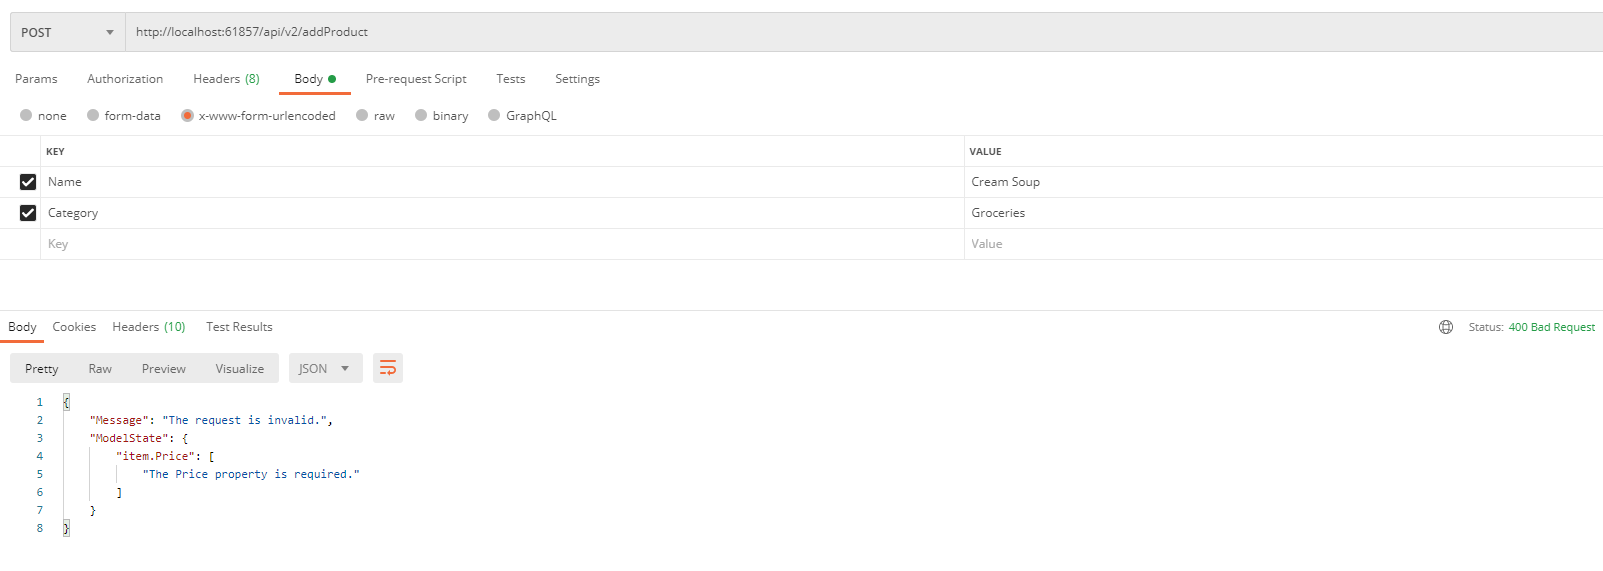 POST http://localhost:61857/api/v2/addProduct
Params Authorization Headers (8) Body Pre-request Script Tests Settings
none form-data x-www-form-urlencoded raw binary GraphQL
KEY VALUE
Name Cream Soup
Category Groceries
Key Value
Body Cookies Headers (10) Test Results Status: 400 Bad Request
Pretty Raw Preview Visualize JSON
1 {
2 "Message": "The request is invalid.",
3 "ModelState": {
4 "item.Price": [
5 "The Price property is required."
6 ]
7 }
8 }